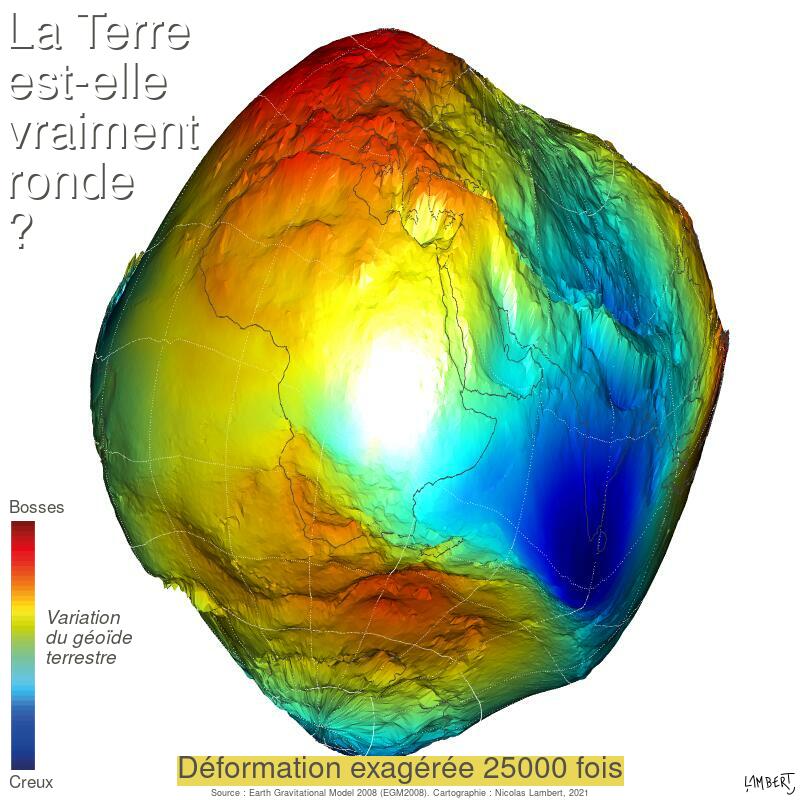 La Terre
est-elle
vraiment
ronde
?
Bosses
Variation
du géoïde
terrestre
Creux
Déformation exagérée 25000 fois
Source : Earth Gravitational Model 2008 (EGM2008). Cartographie : Nicolas Lambert, 2021
LAMBERT